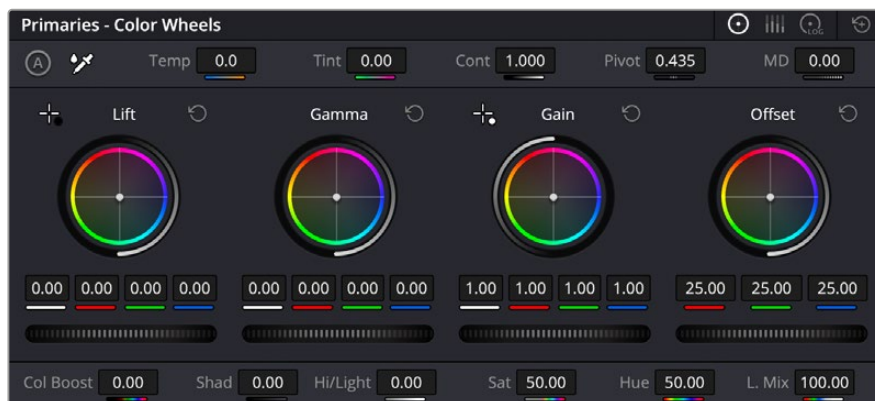 Primaries - Color Wheels LOG
A Temp 0.0 Tint 0.00 Cont 1.000 Pivot 0.435 MD 0.00
Lift Gamma Gain Offset
0.00 0.00 0.00 0.00 0.00 0.00 0.00 0.00 1.00 1.00 1.00 1.00 25.00 25.00 25.00
Col Boost 0.00 Shad 0.00 Hi/Light 0.00 Sat 50.00 Hue 50.00 L. Mix 100.00